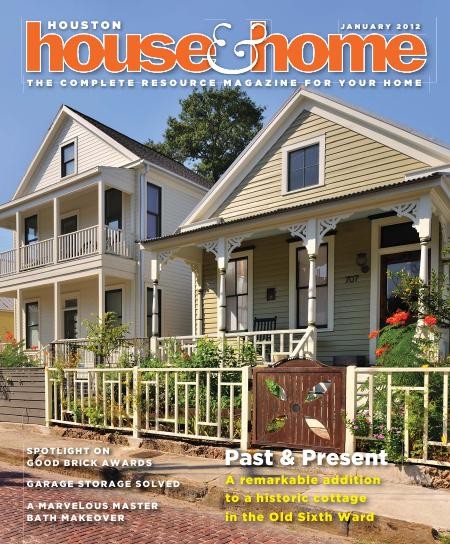 HOUSTON
JANUARY 2012
house&home
THE COMPLETE RESOURCE MAGAZINE FOR YOUR HOME
707
SPOTLIGHT ON
GOOD BRICK AWARDS
GARAGE STORAGE SOLVED
A MARVELOUS MASTER
BATH MAKEOVER
Past & Present
A remarkable addition
to a historic cottage
in the Old Sixth Ward